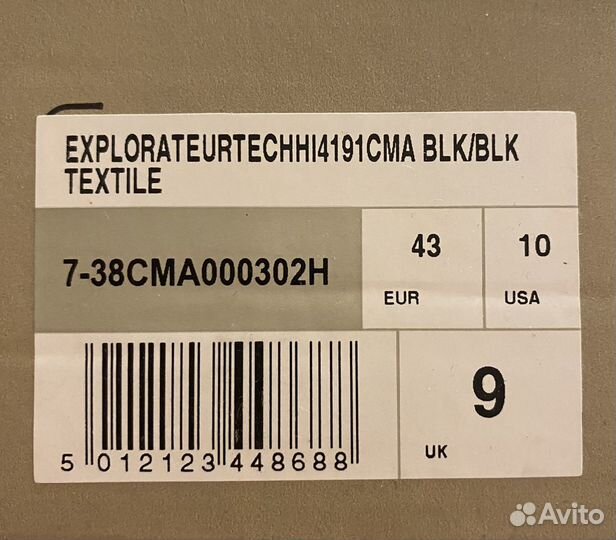 EXPLORATEURTECHHI4191CMA BLK/BLK
TEXTILE
7-38CMA000302H
43
EUR
10
USA
5 012123 448688
9
UK
Avito